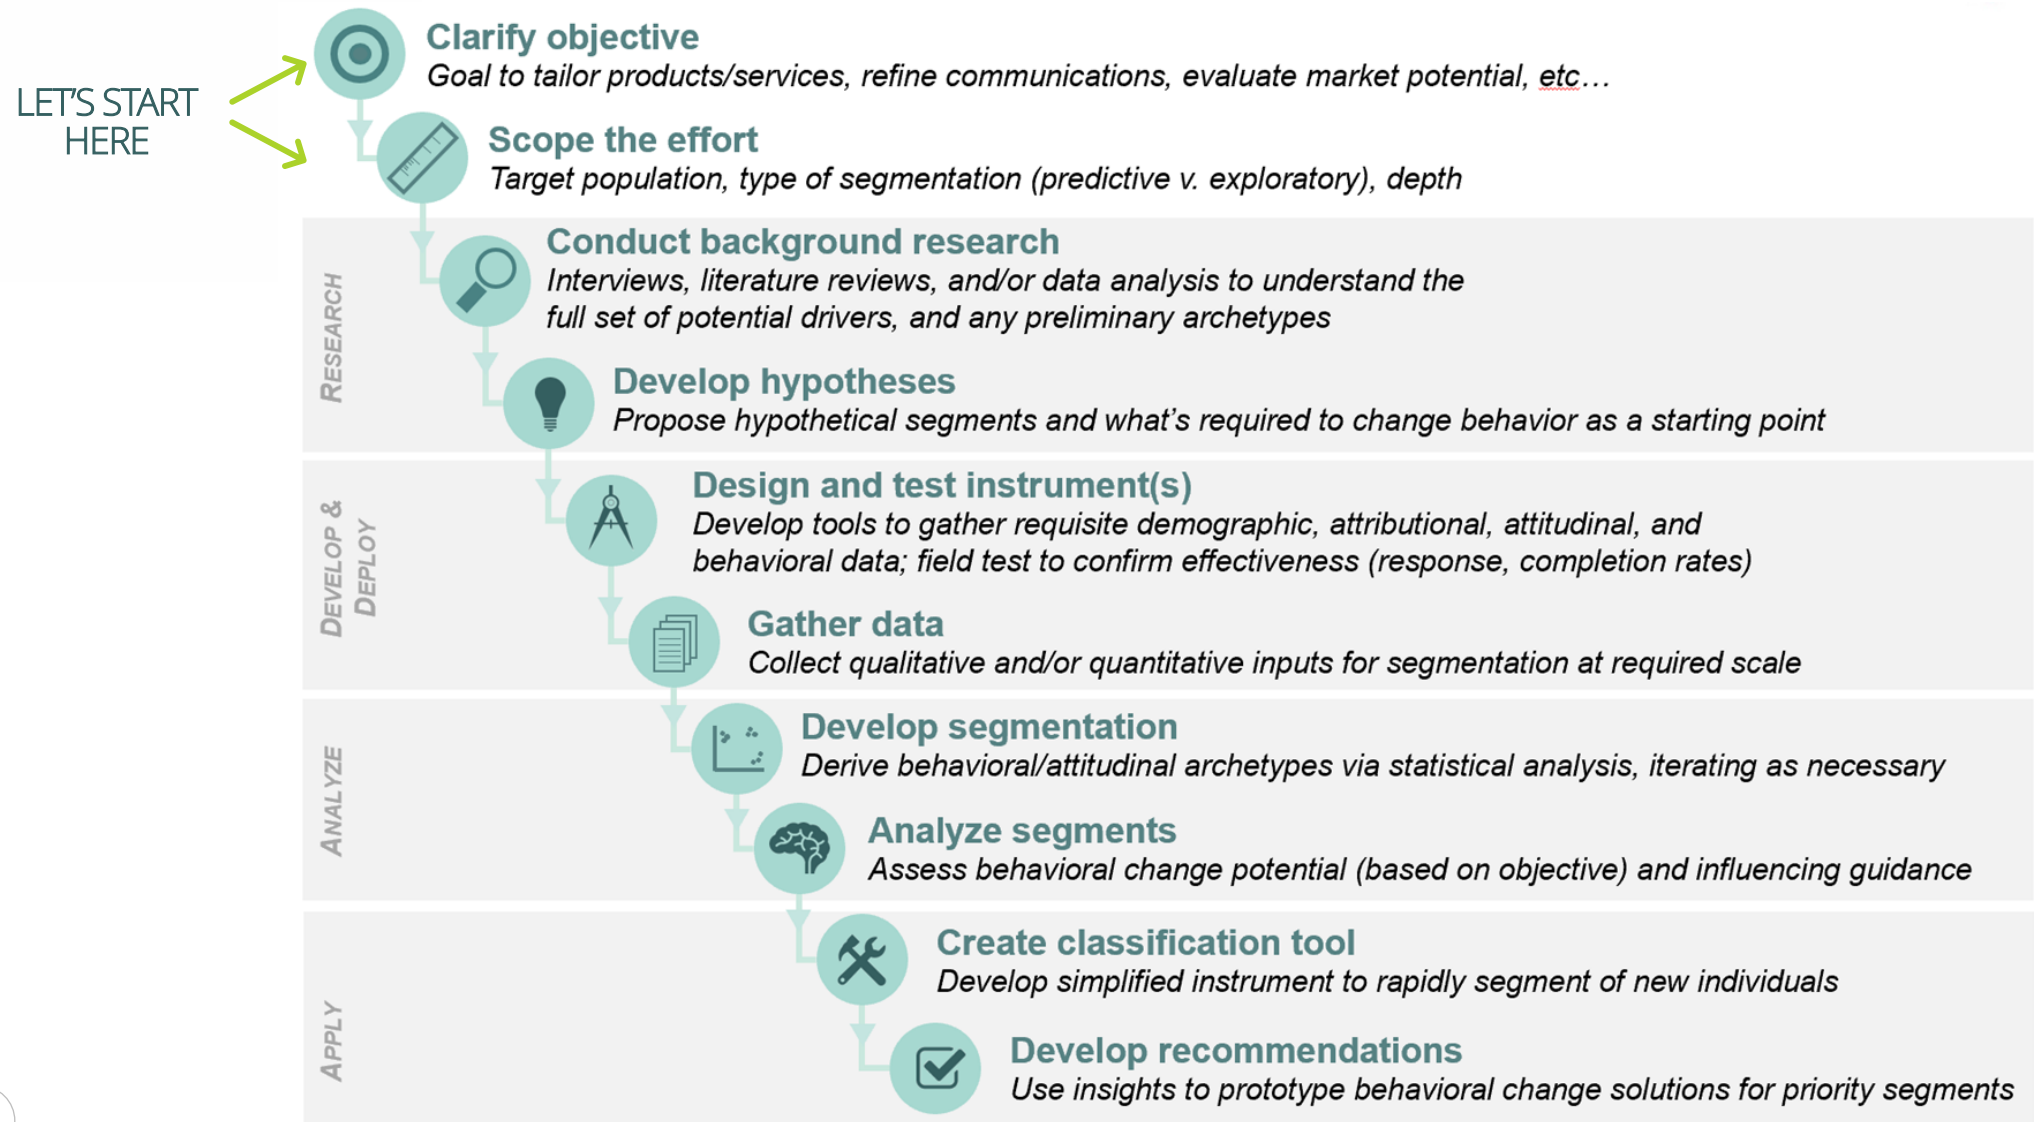 LET'S START
HERE
Clarify objective
Goal to tailor products/services, refine communications, evaluate market potential, etc…
Scope the effort
Target population, type of segmentation (predictive v. exploratory), depth
RESEARCH
Conduct background research
Interviews, literature reviews, and/or data analysis to understand the
full set of potential drivers, and any preliminary archetypes
Develop hypotheses
Propose hypothetical segments and what's required to change behavior as a starting point
DEVELOP &
DEPLOY
Design and test instrument(s)
Develop tools to gather requisite demographic, attributional, attitudinal, and
behavioral data; field test to confirm effectiveness (response, completion rates)
Gather data
Collect qualitative and/or quantitative inputs for segmentation at required scale
ANALYZE
Develop segmentation
Derive behavioral/attitudinal archetypes via statistical analysis, iterating as necessary
Analyze segments
Assess behavioral change potential (based on objective) and influencing guidance
APPLY
Create classification tool
Develop simplified instrument to rapidly segment of new individuals
Develop recommendations
Use insights to prototype behavioral change solutions for priority segments